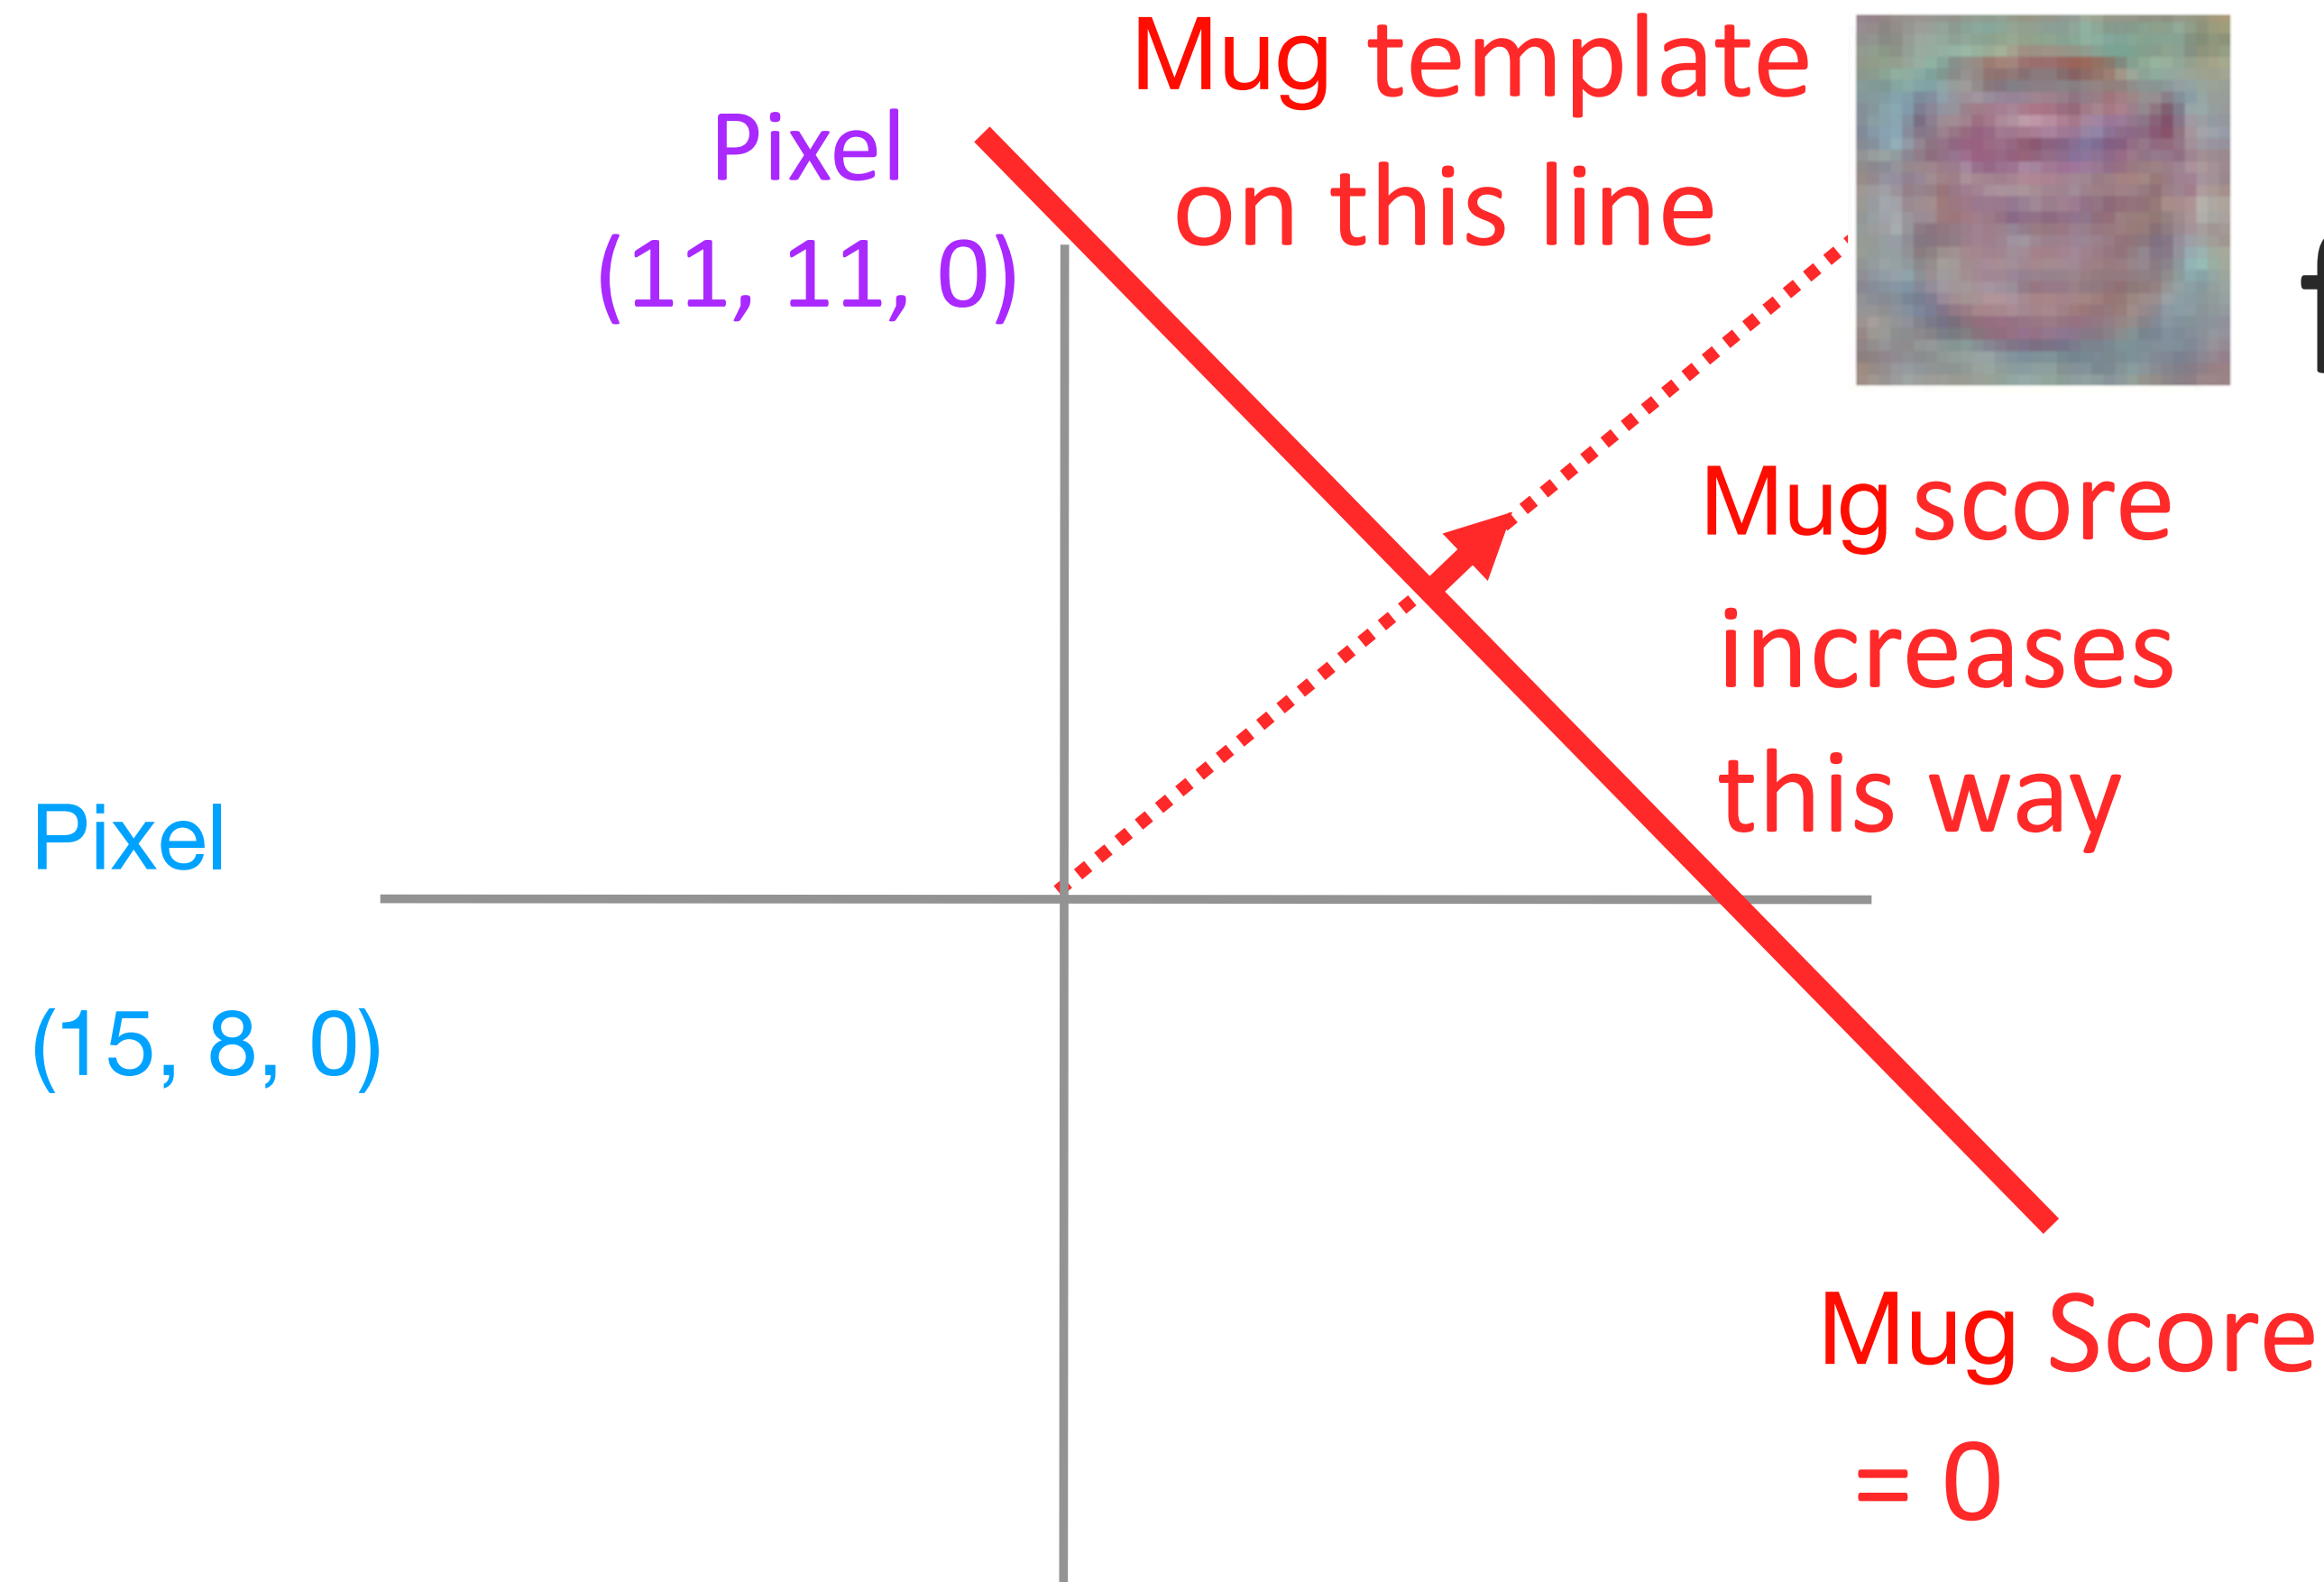 Mug template
on this line
Pixel
(11, 11, 0)
f
Mug score
increases
this way
Pixel
(15, 8, 0)
Mug Score
= 0